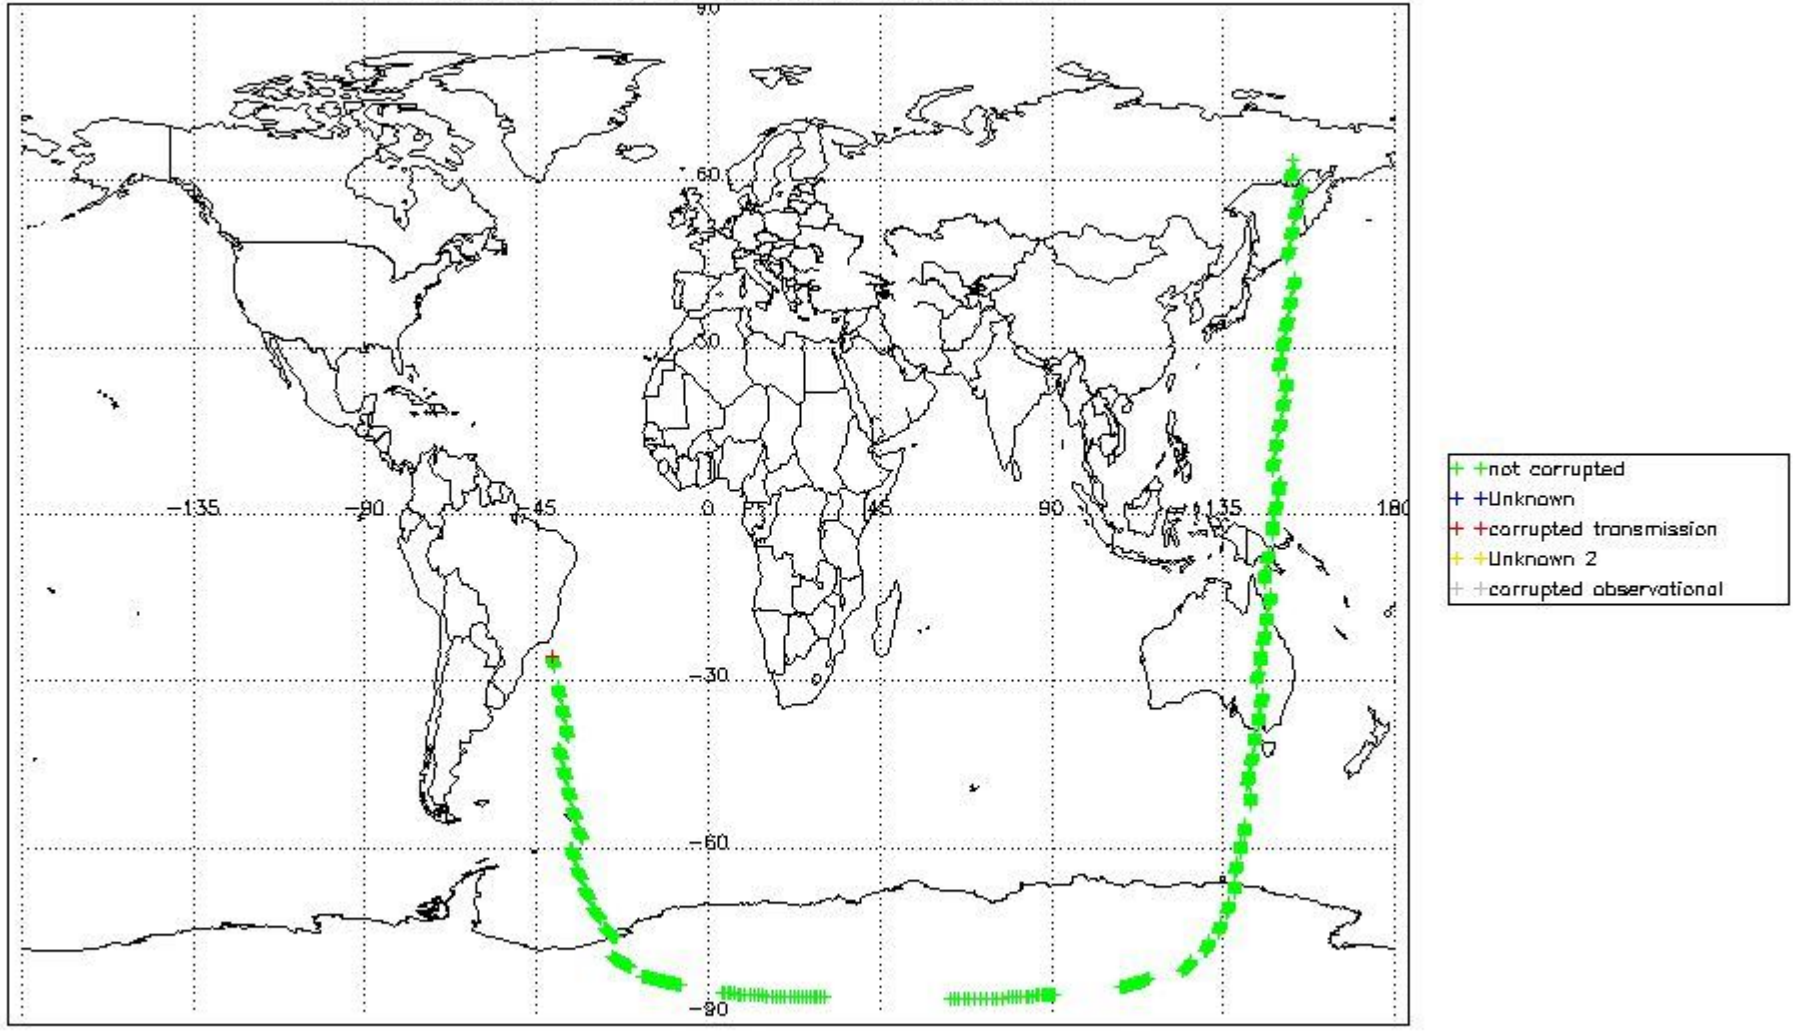 90
60
30
-135
-90
-45
0
45
90
135
180
-30
-60
-90
not corrupted
Unknown
corrupted transmission
Unknown 2
corrupted observational